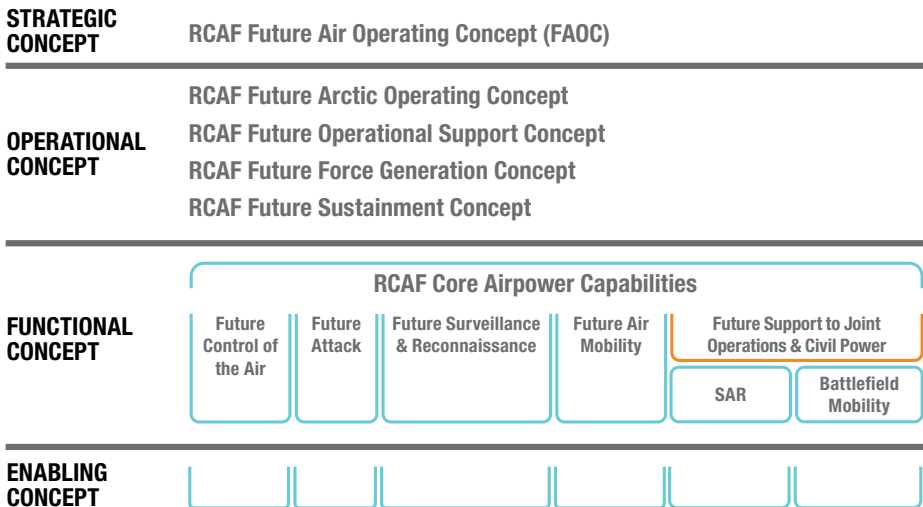 STRATEGIC
CONCEPT
RCAF Future Air Operating Concept (FAOC)
OPERATIONAL
CONCEPT
RCAF Future Arctic Operating Concept
RCAF Future Operational Support Concept
RCAF Future Force Generation Concept
RCAF Future Sustainment Concept
FUNCTIONAL
CONCEPT
RCAF Core Airpower Capabilities
Future
Control of
the Air
Future
Attack
Future Surveillance
& Reconnaissance
Future Air
Mobility
Future Support to Joint
Operations & Civil Power
SAR
Battlefield
Mobility
ENABLING
CONCEPT